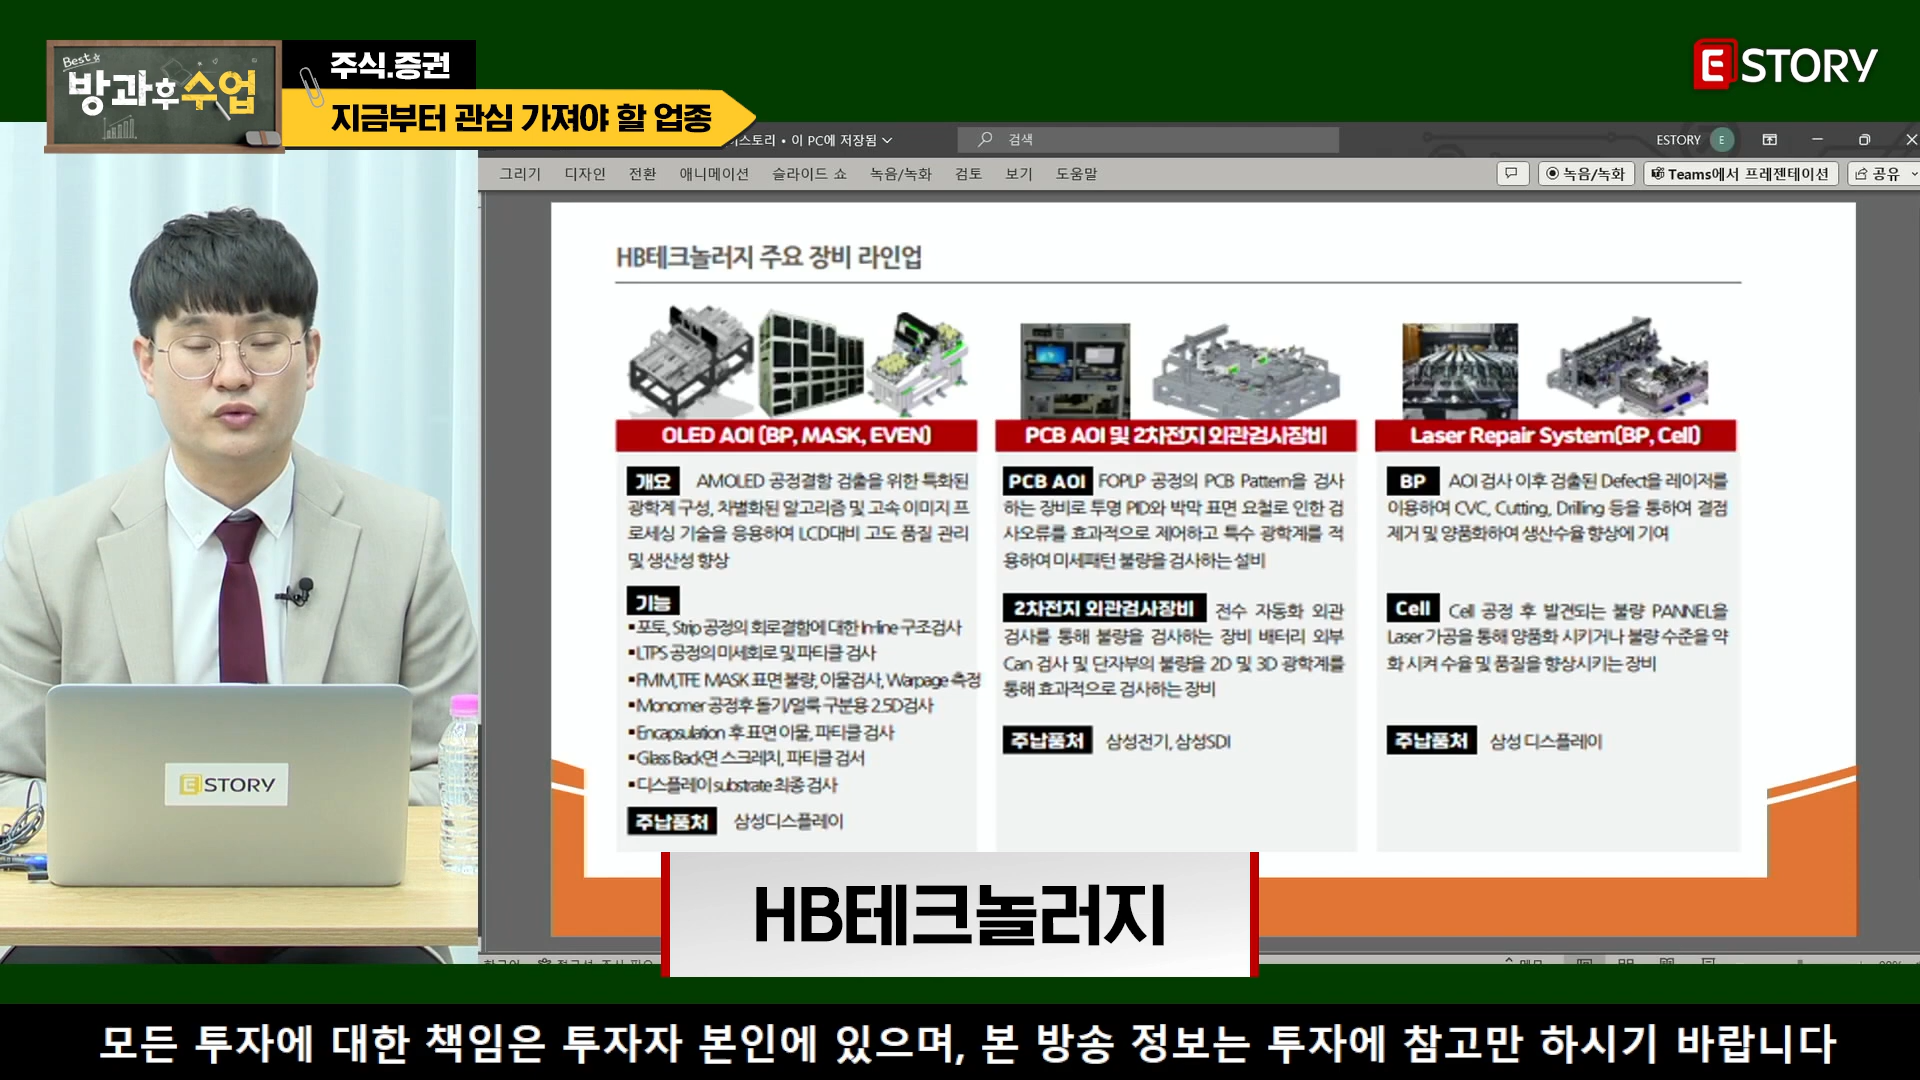 Best
방과후수업
주식.증권
지금부터 관심 가져야 할 업종
E STORY
이스토리 • 이 PC에 저장됨
검색
ESTORY
E
그리기 디자인 전환 애니메이션 슬라이드 쇼 녹음/녹화 검토 보기 도움말
녹음/녹화
Teams에서 프레젠테이션
공유
HB테크놀러지 주요 장비 라인업
OLED AOI (BP, MASK, EVEN)
개요 AMOLED 공정결함 검출을 위한 특화된
광학계 구성, 차별화된 알고리즘 및 고속 이미지 프
로세싱 기술을 응용하여 LCD대비 고도 품질 관리
및 생산성 향상
기능
▪포토, Strip 공정의 회로결함에 대한 In-line 구조검사
▪LTPS 공정의 미세회로 및 파티클 검사
▪FMM,TFE MASK 표면 불량, 이물검사, Warpage 측정
▪Monomer 공정후 돌기/얼룩 구분용 2.5D검사
▪Encapsulation 후 표면 이물, 파티클 검사
▪Glass Back면 스크레치, 파티클 검서
▪디스플레이 substrate 최종 검사
주납품처 삼성디스플레이
PCB AOI 및 2차전지 외관검사장비
PCB AOI FOPLP 공정의 PCB Pattern을 검사
하는 장비로 투명 PID와 박막 표면 요철로 인한 검
사오류를 효과적으로 제어하고 특수 광학계를 적
용하여 미세패턴 불량을 검사하는 설비
2차전지 외관검사장비 전수 자동화 외관
검사를 통해 불량을 검사하는 장비 배터리 외부
Can 검사 및 단자부의 불량을 2D 및 3D 광학계를
통해 효과적으로 검사하는 장비
주납품처 삼성전기, 삼성SDI
Laser Repair System(BP, Cell)
BP AOI 검사 이후 검출된 Defect을 레이저를
이용하여 CVC, Cutting, Drilling 등을 통하여 결점
제거 및 양품화하여 생산수율 향상에 기여
Cell Cell 공정 후 발견되는 불량 PANNEL을
Laser 가공을 통해 양품화 시키거나 불량 수준을 약
화 시켜 수율 및 품질을 향상시키는 장비
주납품처 삼성 디스플레이
E STORY
HB테크놀러지
모든 투자에 대한 책임은 투자자 본인에 있으며, 본 방송 정보는 투자에 참고만 하시기 바랍니다